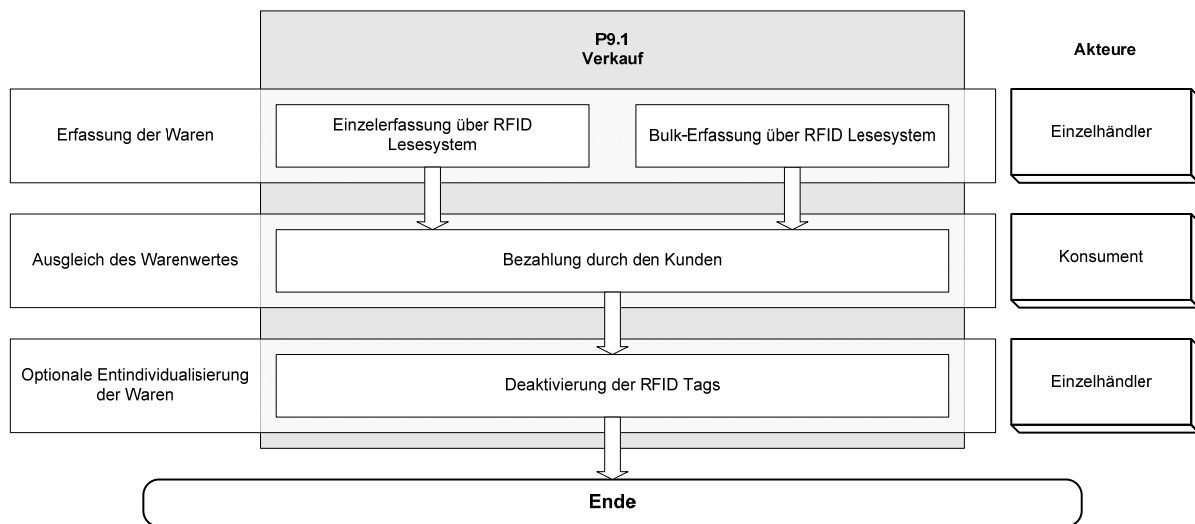 P9.1
Verkauf
Akteure
Erfassung der Waren
Einzelerfassung über RFID
Lesesystem
Bulk-Erfassung über RFID Lesesystem
Einzelhändler
Ausgleich des Warenwertes
Bezahlung durch den Kunden
Konsument
Optionale Entindividualisierung
der Waren
Deaktivierung der RFID Tags
Einzelhändler
Ende